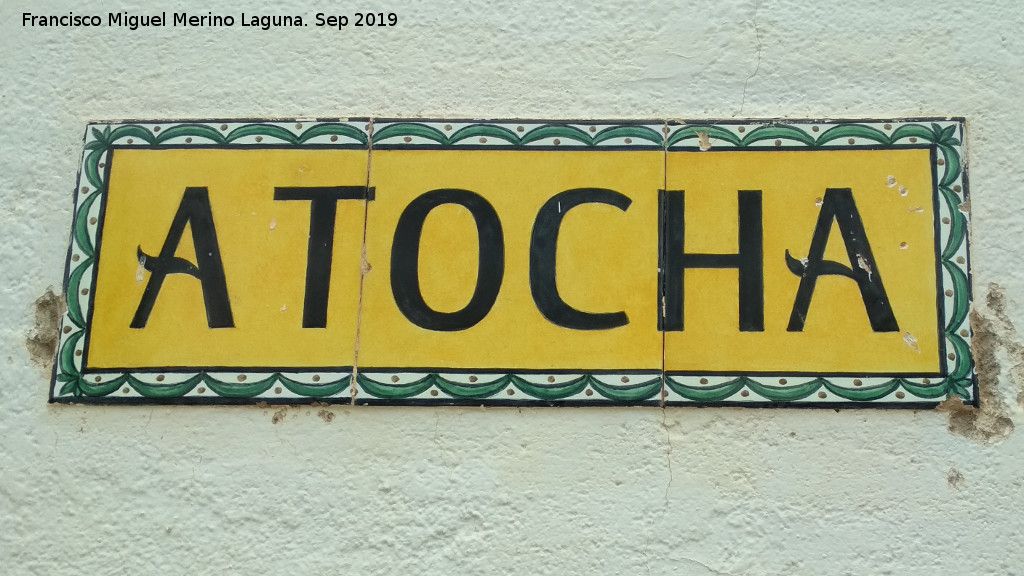 Francisco Miguel Merino Laguna. Sep 2019
ATOCHA